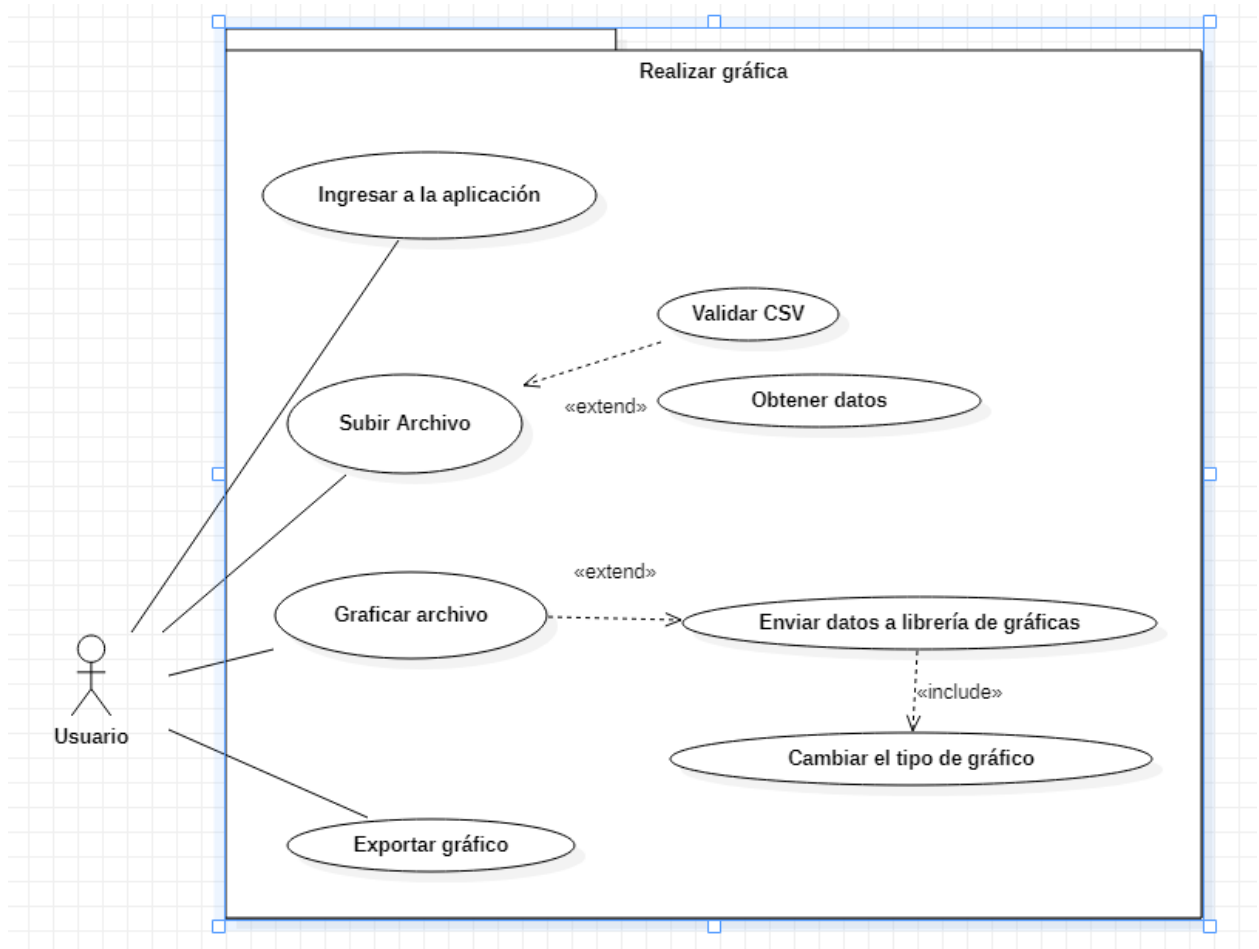 Realizar gráfica
Ingresar a la aplicación
Validar CSV
«extend»
Obtener datos
Subir Archivo
«extend»
Graficar archivo
Enviar datos a librería de gráficas
«include»
Usuario
Cambiar el tipo de gráfico
Exportar gráfico